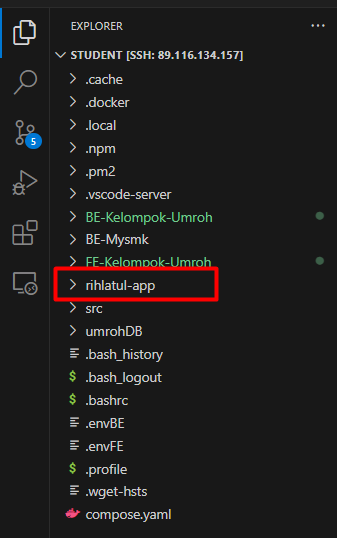 EXPLORER
STUDENT [SSH: 89.116.134.157]
.cache
.docker
.local
.npm
.pm2
.vscode-server
BE-Kelompok-Umroh
BE-Mysmk
FE-Kelompok-Umroh
rihlatul-app
src
umrohDB
.bash_history
$ .bash_logout
$ .bashrc
.envBE
.envFE
$ .profile
.wget-hsts
compose.yaml
5